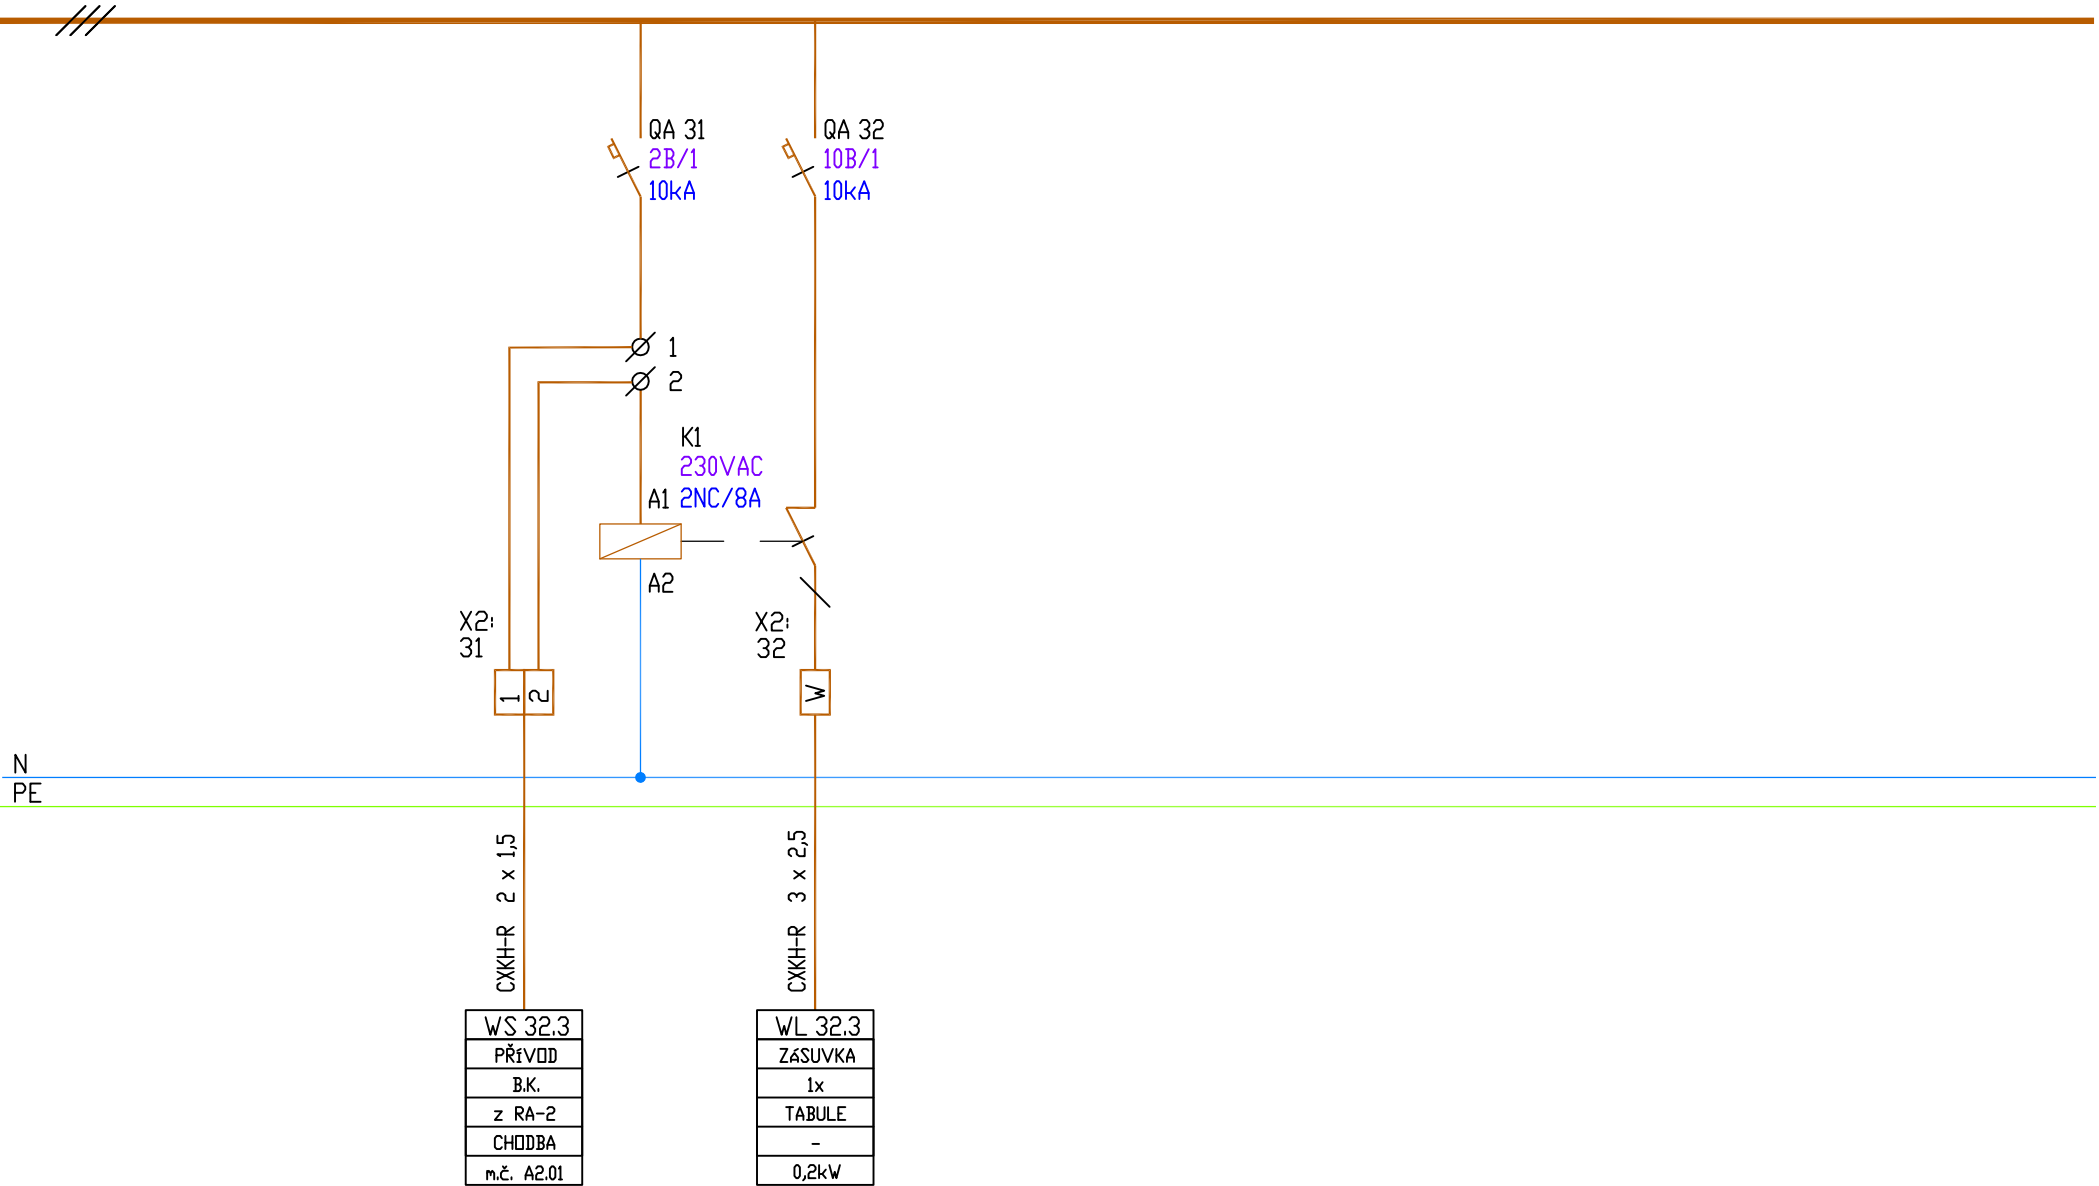 QA 31
2B/1
10kA
QA 32
10B/1
10kA
1
2
K1
230VAC
2NC/8A
A1
A2
X2:
31
1
2
X2:
32
W
N
PE
CXKH-R 2 x 1,5
CXKH-R 3 x 2,5
WS 32.3
PŘÍVOD
B.K.
z RA-2
CHODBA
m.č. A2.01
WL 32.3
ZÁSUVKA
1x
TABULE
-
0,2kW